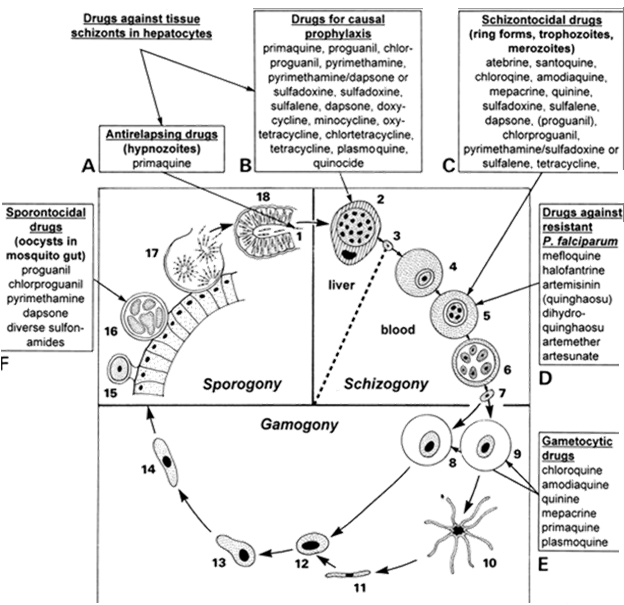 Drugs against tissue
schizonts in hepatocytes
Drugs for causal
prophylaxis
primaquine, proguanil, chlor-
proguanil, pyrimethamine,
pyrimethamine/dapsone or
sulfadoxine, sulfadoxine,
sulfalene, dapsone, doxy-
cycline, minocycline, oxy-
tetracycline, chlortetracycline,
tetracycline, plasmoquine,
quinocide
Schizontocidal drugs
(ring forms, trophozoites,
merozoites)
atebrine, santoquine,
chloroqine, amodiaquine,
mepacrine, quinine,
sulfadoxine, sulfalene,
dapsone, (proguanil),
chlorproguanil,
pyrimethamine/sulfadoxine or
sulfalene, tetracycline,
Antirelapsing drugs
(hypnozoites)
primaquine
A
B
C
Sporontocidal
drugs
(oocysts in
mosquito gut)
proguanil
chlorproguanil
pyrimethamine
dapsone
diverse sulfon-
amides
F
18
1
17
16
15
Sporogony
2
3
liver
4
blood
5
6
7
Schizogony
Drugs against
resistant
P. falciparum
mefloquine
halofantrine
artemisinin
(quinghaosu)
dihydro-
quinghaosu
artemether
artesunate
D
Gamogony
8
9
14
13
12
11
10
Gametocytic
drugs
chloroquine
amodiaquine
quinine
mepacrine
primaquine
plasmoquine
E